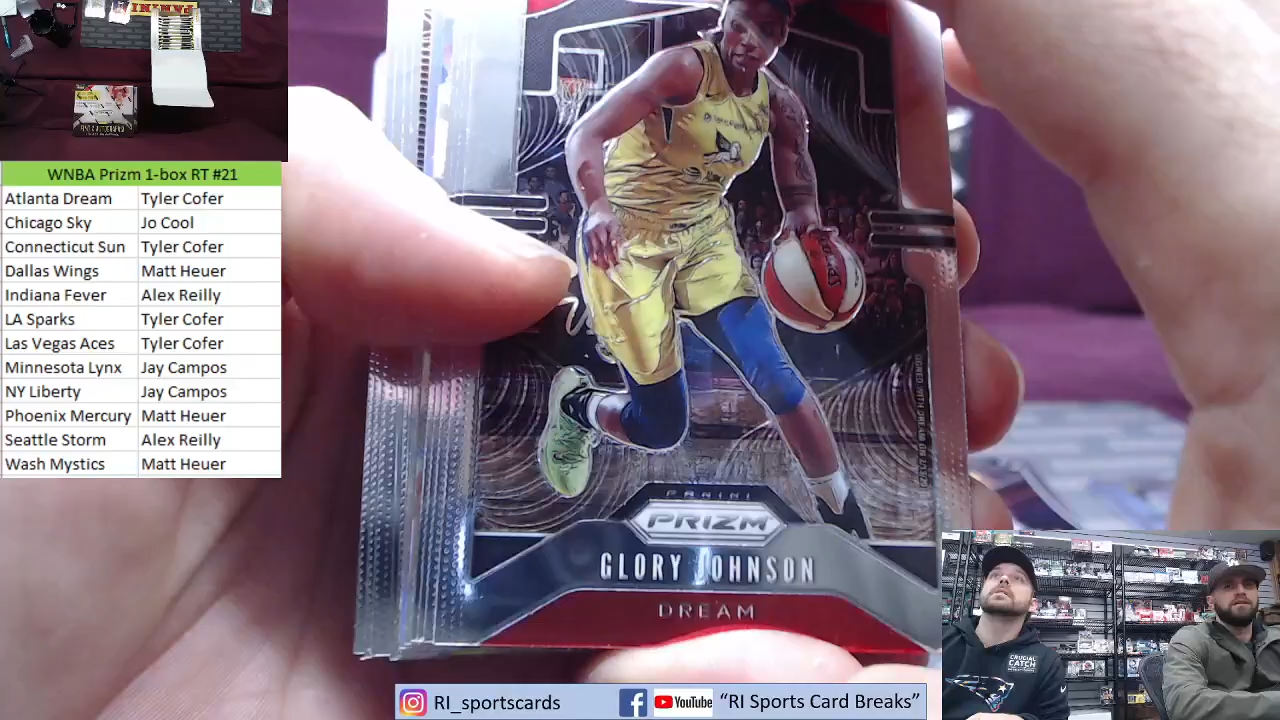 WNBA Prizm 1-box RT #21
Atlanta Dream Tyler Cofer
Chicago Sky Jo Cool
Connecticut Sun Tyler Cofer
Dallas Wings Matt Heuer
Indiana Fever Alex Reilly
LA Sparks Tyler Cofer
Las Vegas Aces Tyler Cofer
Minnesota Lynx Jay Campos
NY Liberty Jay Campos
Phoenix Mercury Matt Heuer
Seattle Storm Alex Reilly
Wash Mystics Matt Heuer
PANINI
PRIZM
GLORY JOHNSON
DREAM
CRUCIAL
CATCH
RI_sportscards YouTube “RI Sports Card Breaks”